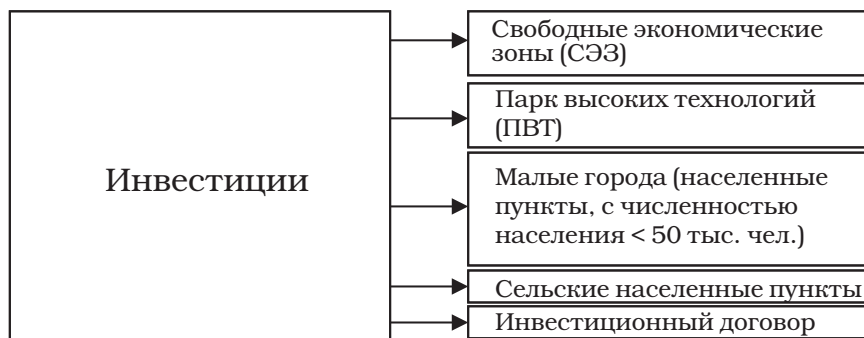 Инвестиции
Свободные экономические
зоны (СЭЗ)
Парк высоких технологий
(ПВТ)
Малые города (населенные
пункты, с численностью
населения < 50 тыс. чел.)
Сельские населенные пункты
Инвестиционный договор